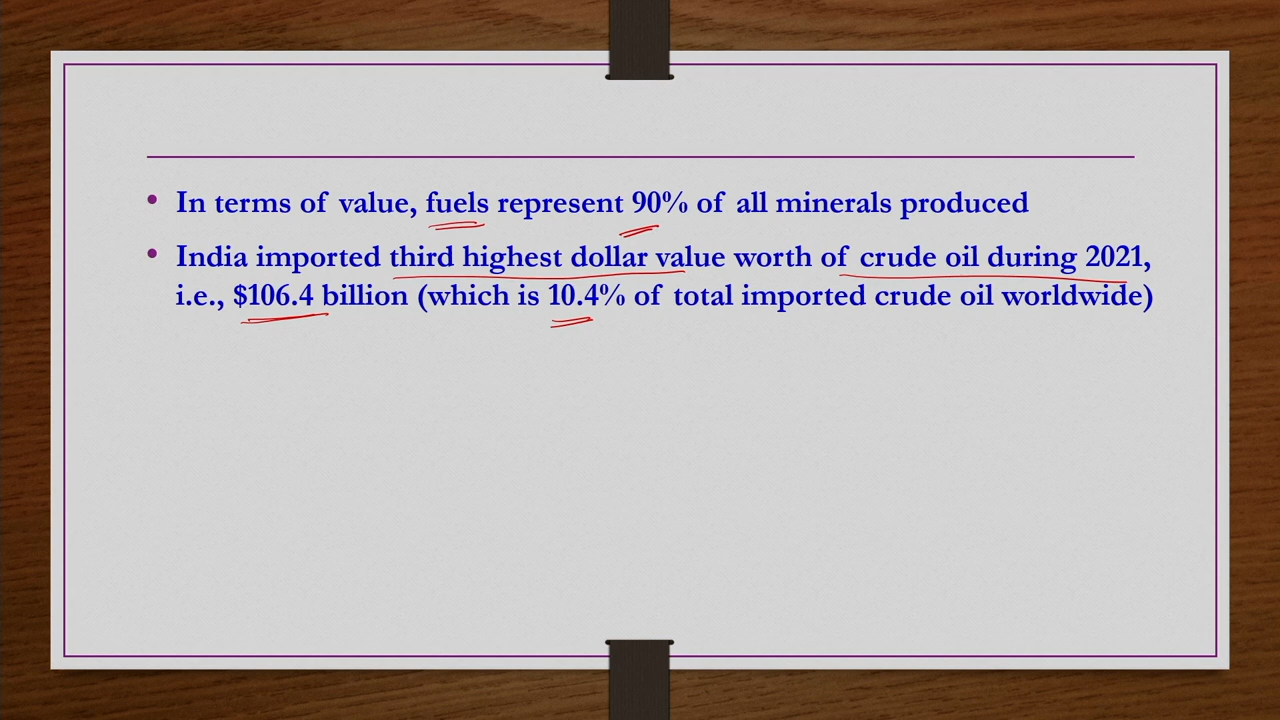 • In terms of value, fuels represent 90% of all minerals produced
• India imported third highest dollar value worth of crude oil during 2021,
i.e., $106.4 billion (which is 10.4% of total imported crude oil worldwide)